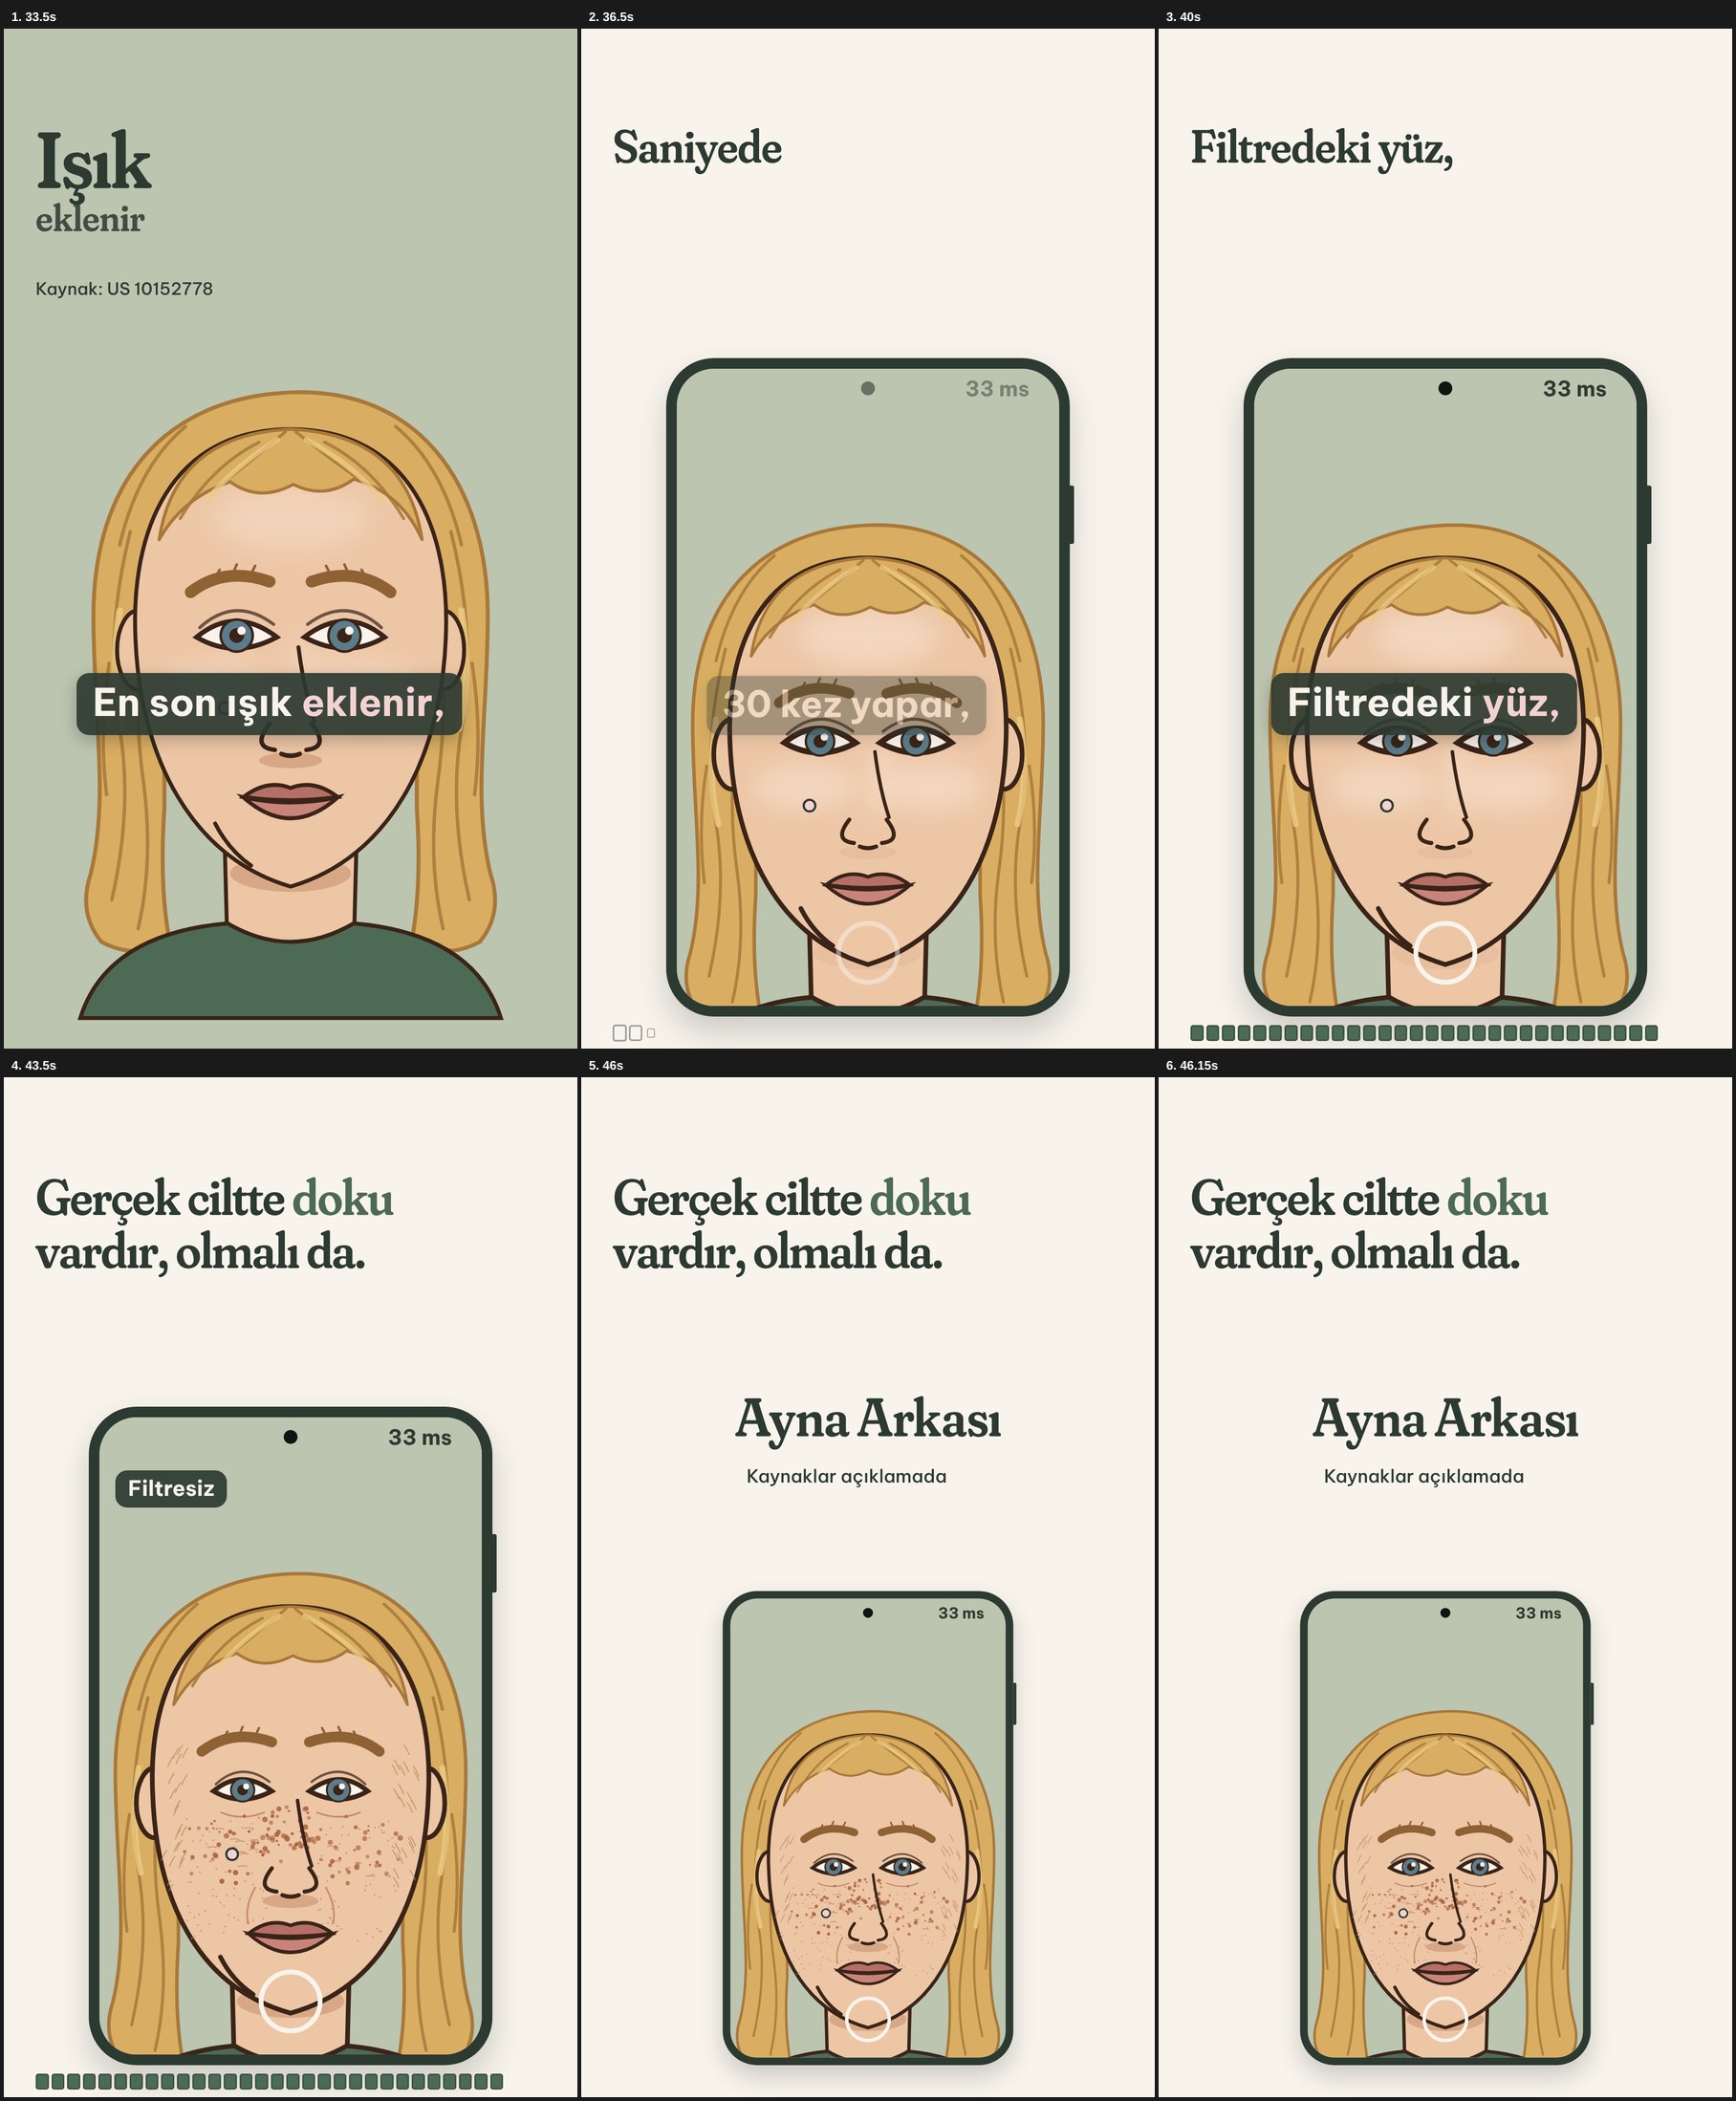 1. 33.5s
Işık
eklenir
Kaynak: US 10152778
En son ışık eklenir,
2. 36.5s
Saniyede
33 ms
30 kez yapar,
3. 40s
Filtredeki yüz,
33 ms
Filtredeki yüz,
4. 43.5s
Gerçek ciltte doku
vardır, olmalı da.
33 ms
Filtresiz
5. 46s
Gerçek ciltte doku
vardır, olmalı da.
Ayna Arkası
Kaynaklar açıklamada
33 ms
6. 46.15s
Gerçek ciltte doku
vardır, olmalı da.
Ayna Arkası
Kaynaklar açıklamada
33 ms